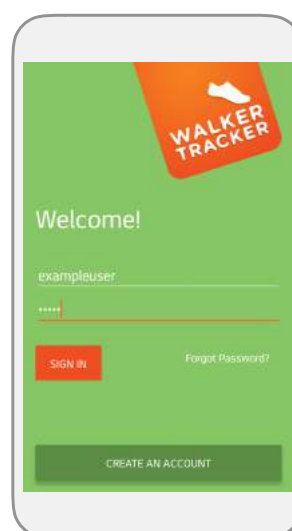 WALKER
TRACKER
Welcome!
exampleuser
•••••
SIGN IN
Forgot Password?
CREATE AN ACCOUNT